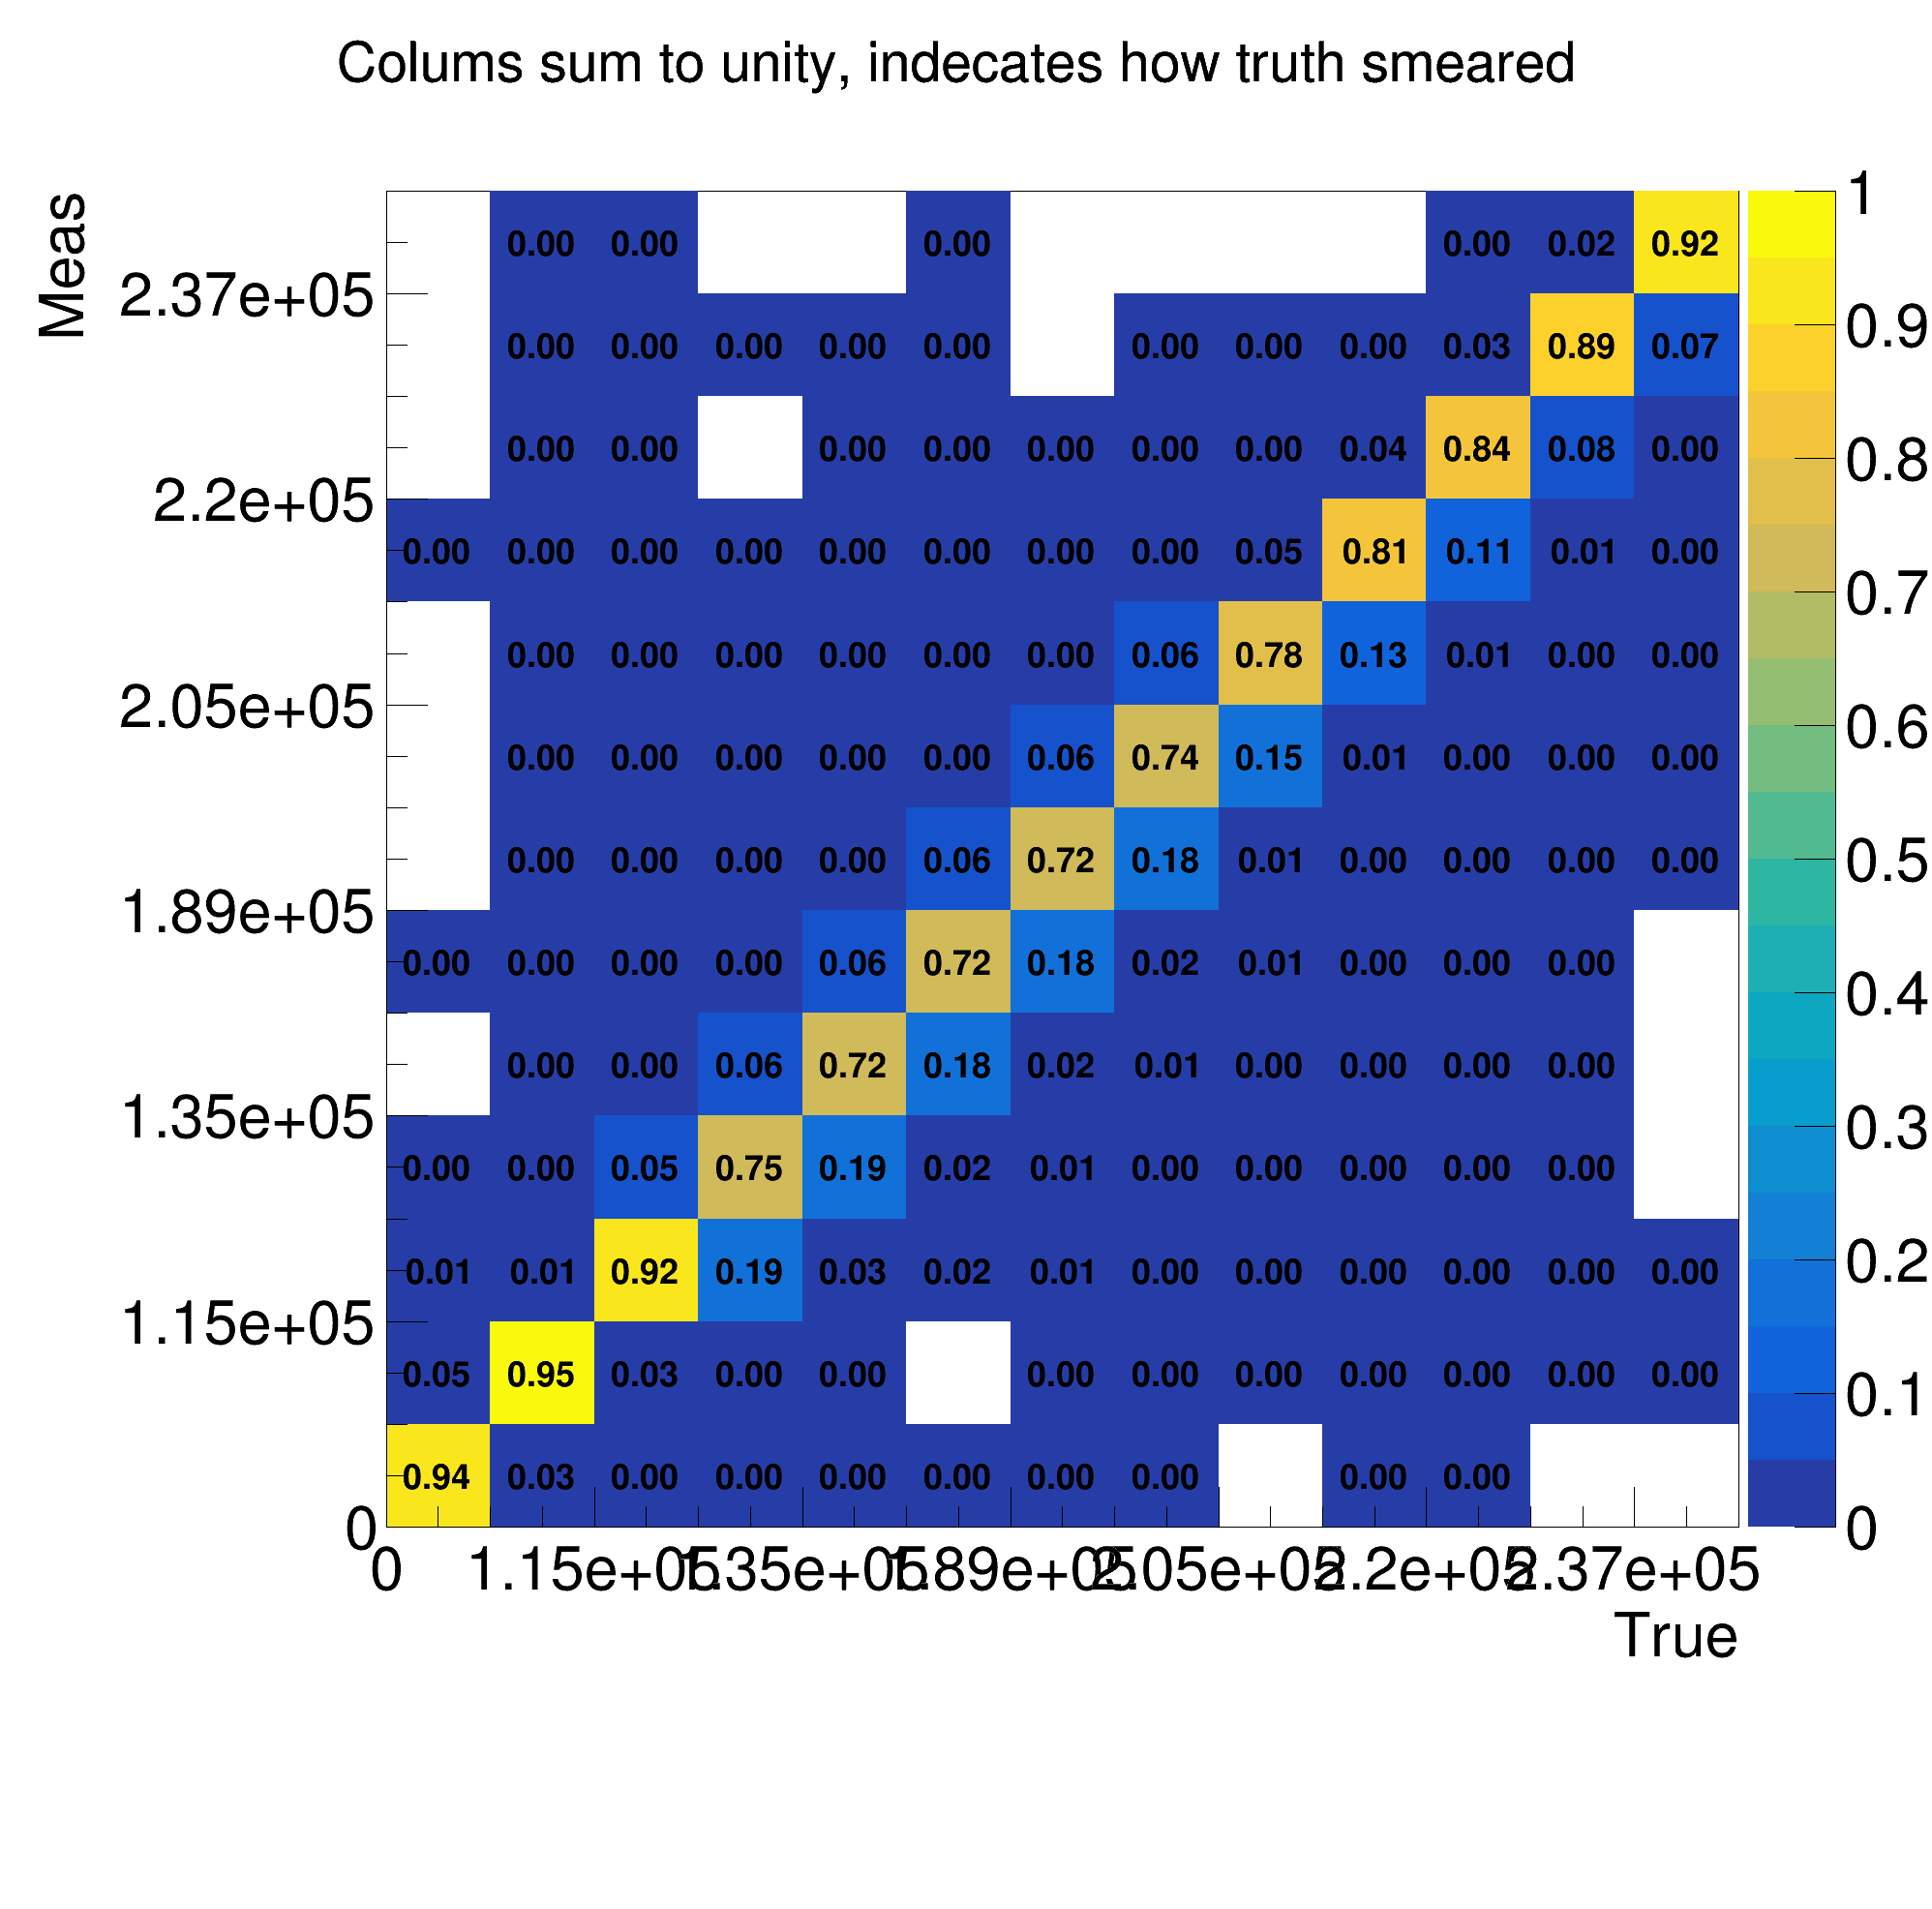 Colums sum to unity, indecates how truth smeared
Meas
1
0.00 0.00 0.00 0.00 0.02 0.92
2.37e+05
0.9
0.00 0.00 0.00 0.00 0.00 0.00 0.00 0.00 0.03 0.89 0.07
0.00 0.00 0.00 0.00 0.00 0.00 0.00 0.04 0.84 0.08 0.00
0.8
2.2e+05
0.00 0.00 0.00 0.00 0.00 0.00 0.00 0.00 0.05 0.81 0.11 0.01 0.00
0.7
0.00 0.00 0.00 0.00 0.00 0.00 0.06 0.78 0.13 0.01 0.00 0.00
2.05e+05
0.6
0.00 0.00 0.00 0.00 0.00 0.06 0.74 0.15 0.01 0.00 0.00 0.00
0.00 0.00 0.00 0.00 0.06 0.72 0.18 0.01 0.00 0.00 0.00 0.00
0.5
1.89e+05
0.00 0.00 0.00 0.00 0.06 0.72 0.18 0.02 0.01 0.00 0.00 0.00
0.4
0.00 0.00 0.06 0.72 0.18 0.02 0.01 0.00 0.00 0.00 0.00
1.35e+05
0.3
0.00 0.00 0.05 0.75 0.19 0.02 0.01 0.00 0.00 0.00 0.00 0.00
0.01 0.01 0.92 0.19 0.03 0.02 0.01 0.00 0.00 0.00 0.00 0.00 0.00
0.2
1.15e+05
0.05 0.95 0.03 0.00 0.00 0.00 0.00 0.00 0.00 0.00 0.00 0.00
0.1
0.94 0.03 0.00 0.00 0.00 0.00 0.00 0.00 0.00 0.00
0
0
0 1.15e+05 1.35e+05 1.89e+05 2.05e+05 2.2e+05 2.37e+05
True